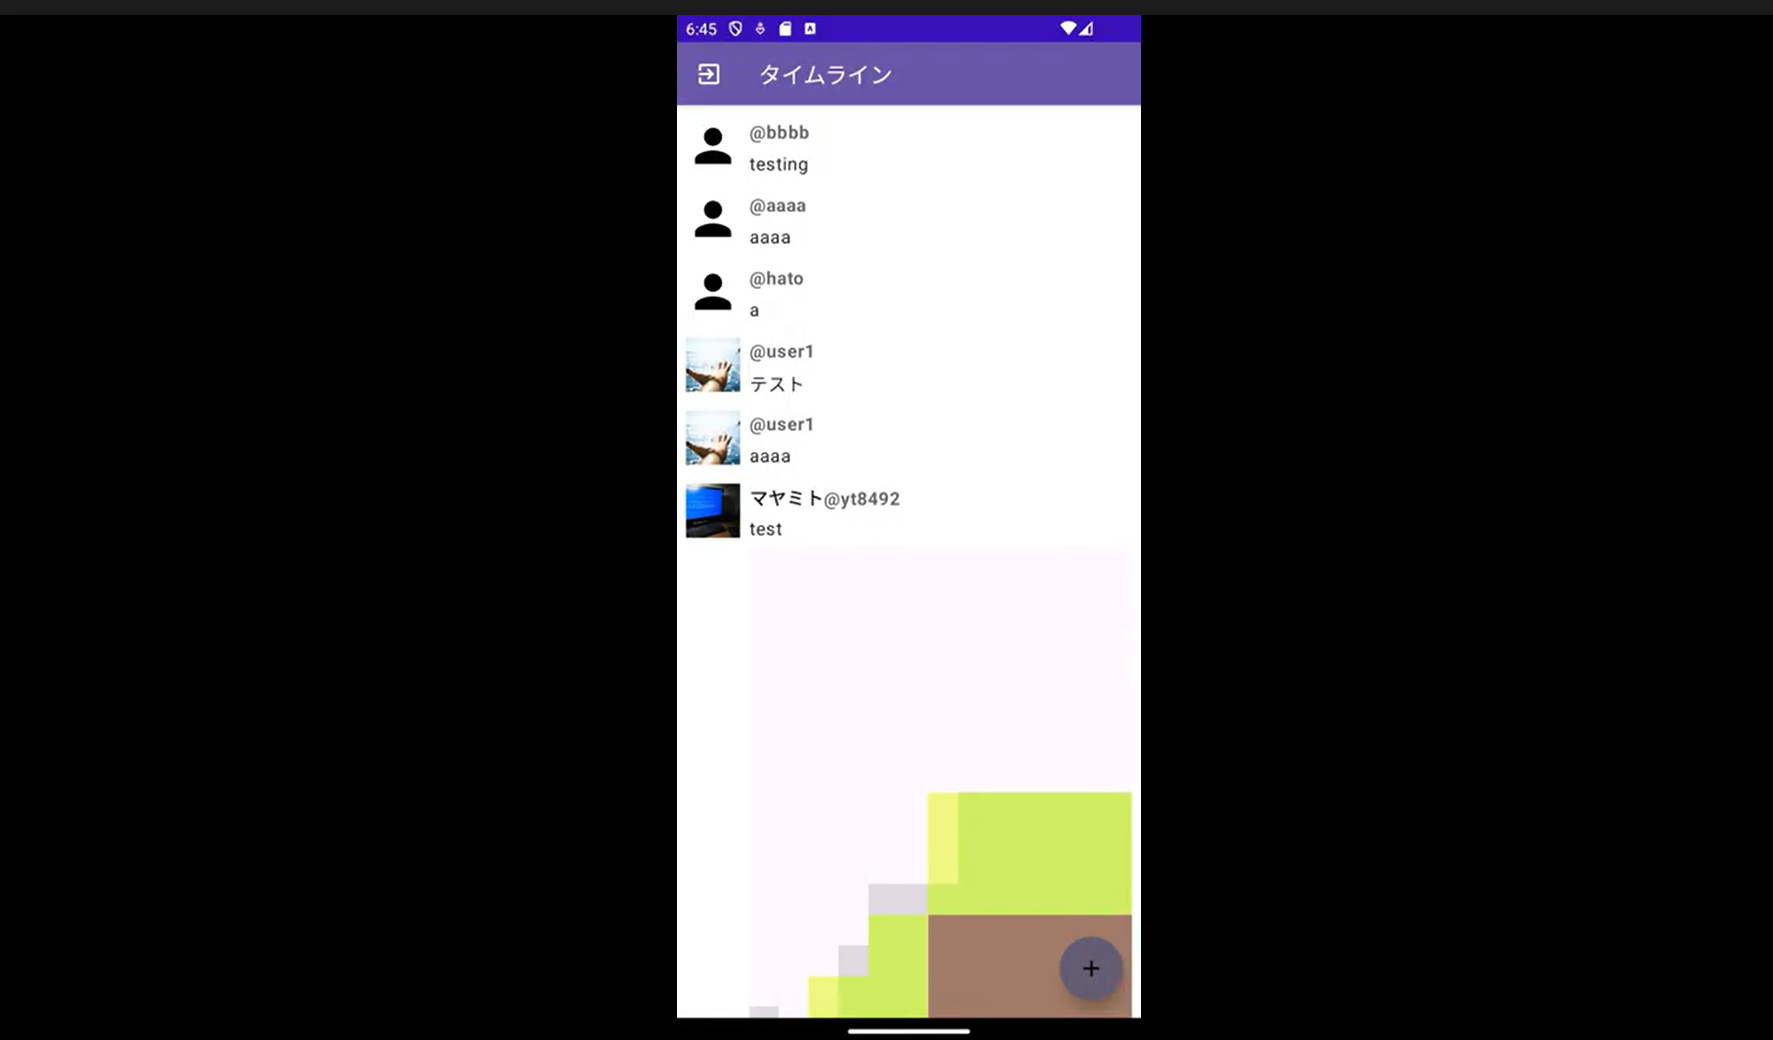 6:45
タイムライン
@bbbb
testing
@aaaa
aaaa
@hato
a
@user1
テスト
@user1
aaaa
マヤミト@yt8492
test
+